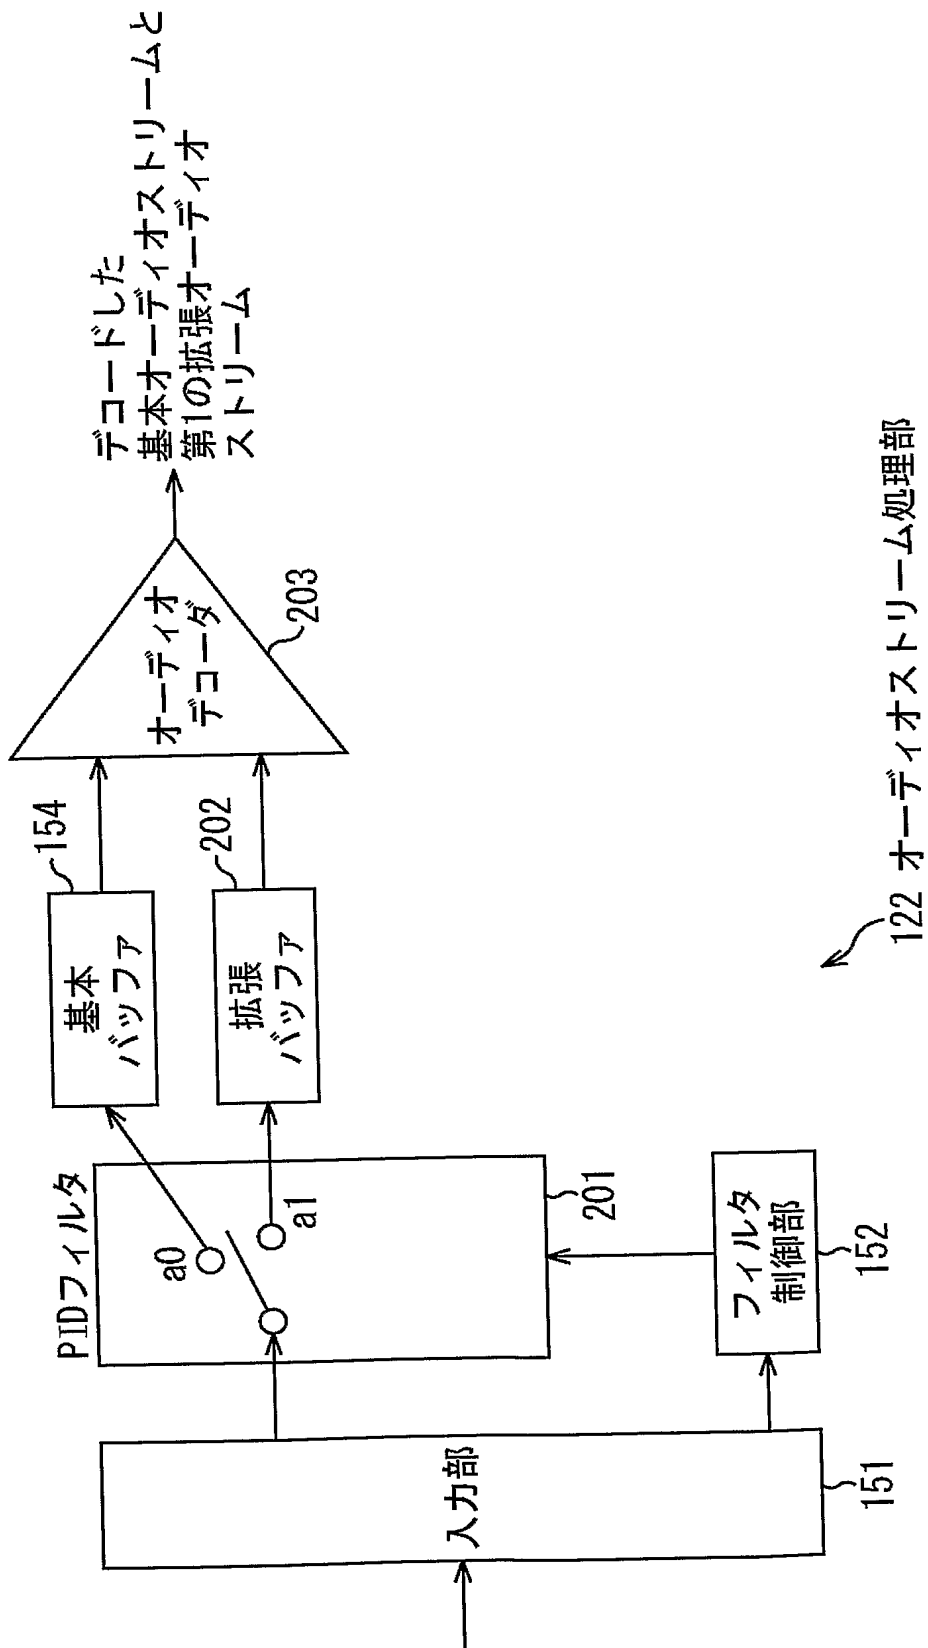 デコードした
基本オーディオストリームと
第1の拡張オーディオ
ストリーム
オーディオ
デコーダ
203
154
基本
バッファ
202
拡張
バッファ
PIDフィルタ
a0
a1
201
フィルタ
制御部
152
入力部
151
122 オーディオストリーム処理部